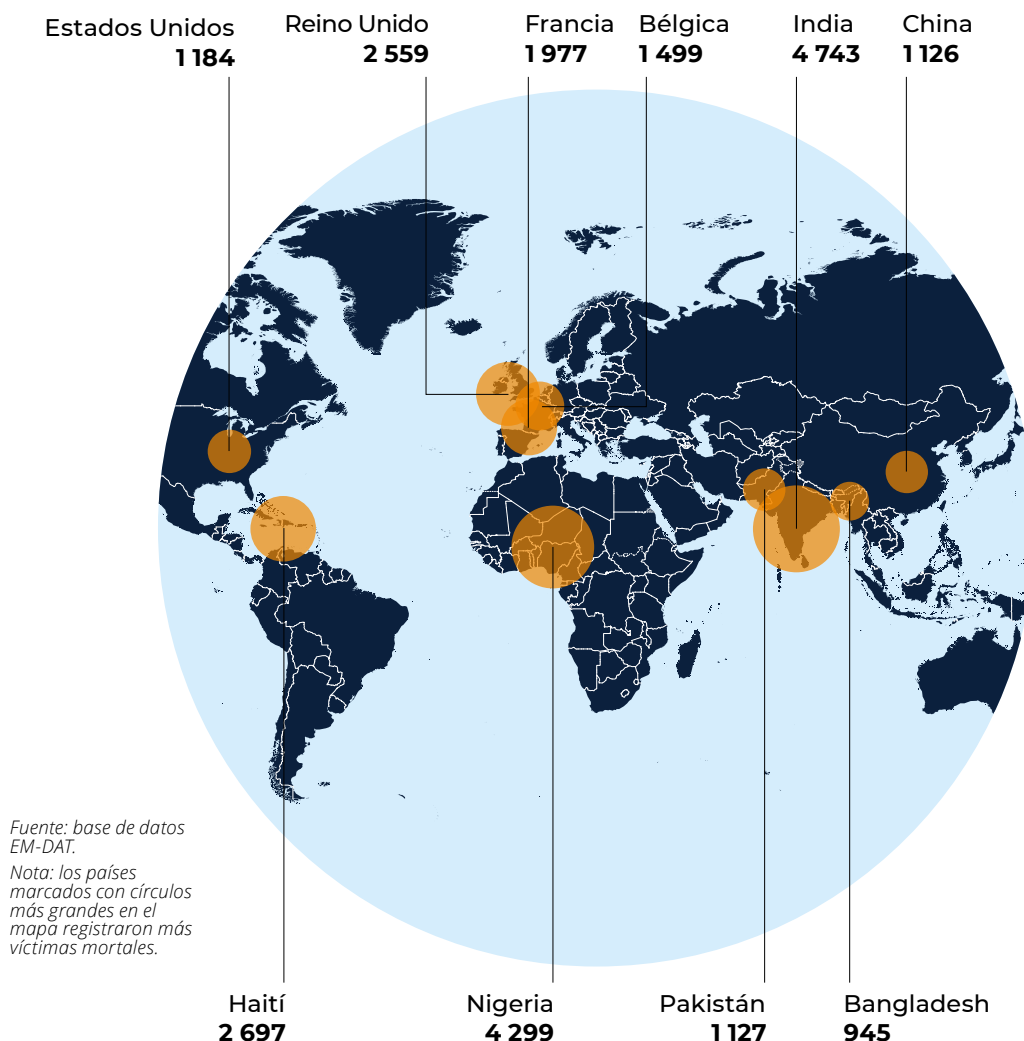 Estados Unidos
1 184
Reino Unido
2 559
Francia
1 977
Bélgica
1 499
India
4 743
China
1 126
Fuente: base de datos
EM-DAT.
Nota: los países
marcados con círculos
más grandes en el
mapa registraron más
víctimas mortales.
Haití
2 697
Nigeria
4 299
Pakistán
1 127
Bangladesh
945